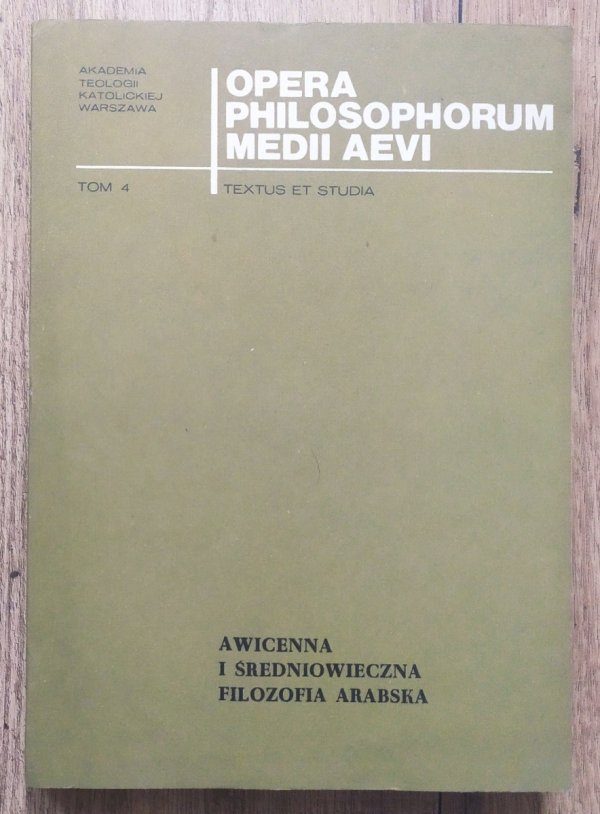 AKADEMIA
TEOLOGII
KATOLICKIEJ
WARSZAWA
OPERA
PHILOSOPHORUM
MEDII AEVI
TOM 4
TEXTUS ET STUDIA
AWICENNA
I ŚREDNIOWIECZNA
FILOZOFIA ARABSKA